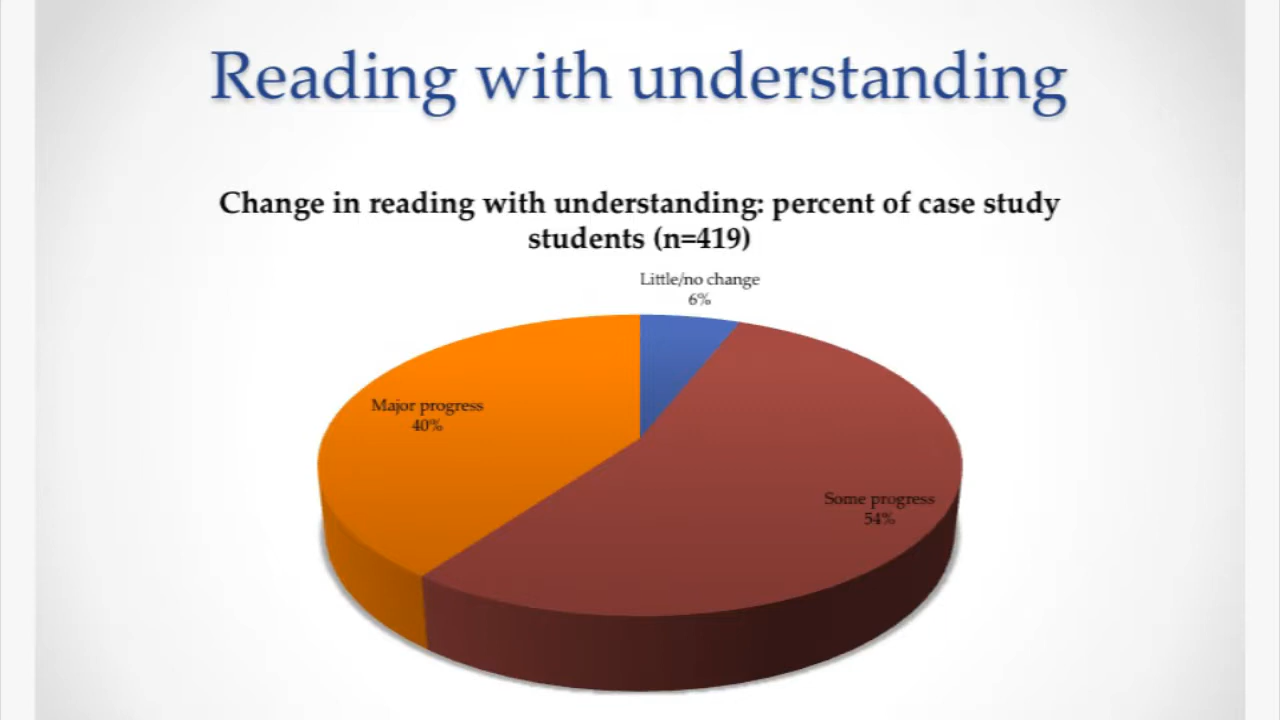 Reading with understanding
Change in reading with understanding: percent of case study
students (n=419)
Little/no change
6%
Major progress
40%
Some progress
54%